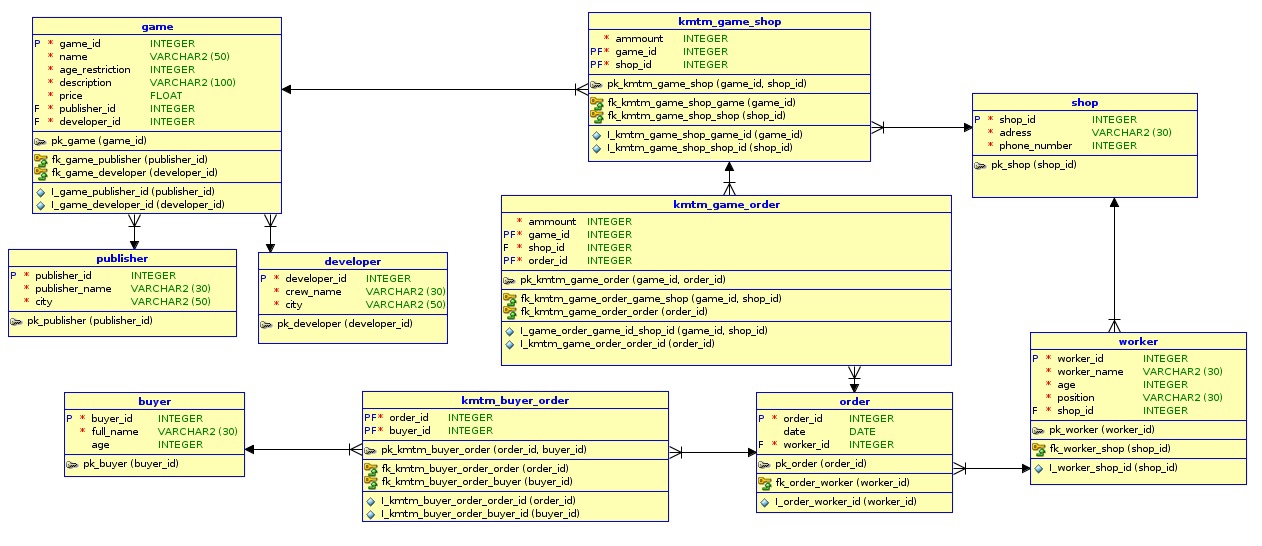 game
P * game_id INTEGER
* name VARCHAR2 (50)
* age_restriction INTEGER
* description VARCHAR2 (100)
* price FLOAT
F * publisher_id INTEGER
F * developer_id INTEGER
pk_game (game_id)
fk_game_publisher (publisher_id)
fk_game_developer (developer_id)
I_game_publisher_id (publisher_id)
I_game_developer_id (developer_id)
kmtm_game_shop
* ammount INTEGER
PF* game_id INTEGER
PF* shop_id INTEGER
pk_kmtm_game_shop (game_id, shop_id)
fk_kmtm_game_shop_game (game_id)
fk_kmtm_game_shop_shop (shop_id)
I_kmtm_game_shop_game_id (game_id)
I_kmtm_game_shop_shop_id (shop_id)
shop
P * shop_id INTEGER
* adress VARCHAR2 (30)
* phone_number INTEGER
pk_shop (shop_id)
kmtm_game_order
* ammount INTEGER
PF* game_id INTEGER
F * shop_id INTEGER
PF* order_id INTEGER
pk_kmtm_game_order (game_id, order_id)
fk_kmtm_game_order_game_shop (game_id, shop_id)
fk_kmtm_game_order_order (order_id)
I_game_order_game_id_shop_id (game_id, shop_id)
I_kmtm_game_order_order_id (order_id)
publisher
P * publisher_id INTEGER
* publisher_name VARCHAR2 (30)
* city VARCHAR2 (50)
pk_publisher (publisher_id)
developer
P * developer_id INTEGER
* crew_name VARCHAR2 (30)
* city VARCHAR2 (50)
pk_developer (developer_id)
worker
P * worker_id INTEGER
* worker_name VARCHAR2 (30)
* age INTEGER
* position VARCHAR2 (30)
F * shop_id INTEGER
pk_worker (worker_id)
fk_worker_shop (shop_id)
I_worker_shop_id (shop_id)
buyer
P * buyer_id INTEGER
* full_name VARCHAR2 (30)
age INTEGER
pk_buyer (buyer_id)
kmtm_buyer_order
PF* order_id INTEGER
PF* buyer_id INTEGER
pk_kmtm_buyer_order (order_id, buyer_id)
fk_kmtm_buyer_order_order (order_id)
fk_kmtm_buyer_order_buyer (buyer_id)
I_kmtm_buyer_order_order_id (order_id)
I_kmtm_buyer_order_buyer_id (buyer_id)
order
P * order_id INTEGER
date DATE
F * worker_id INTEGER
pk_order (order_id)
fk_order_worker (worker_id)
I_order_worker_id (worker_id)